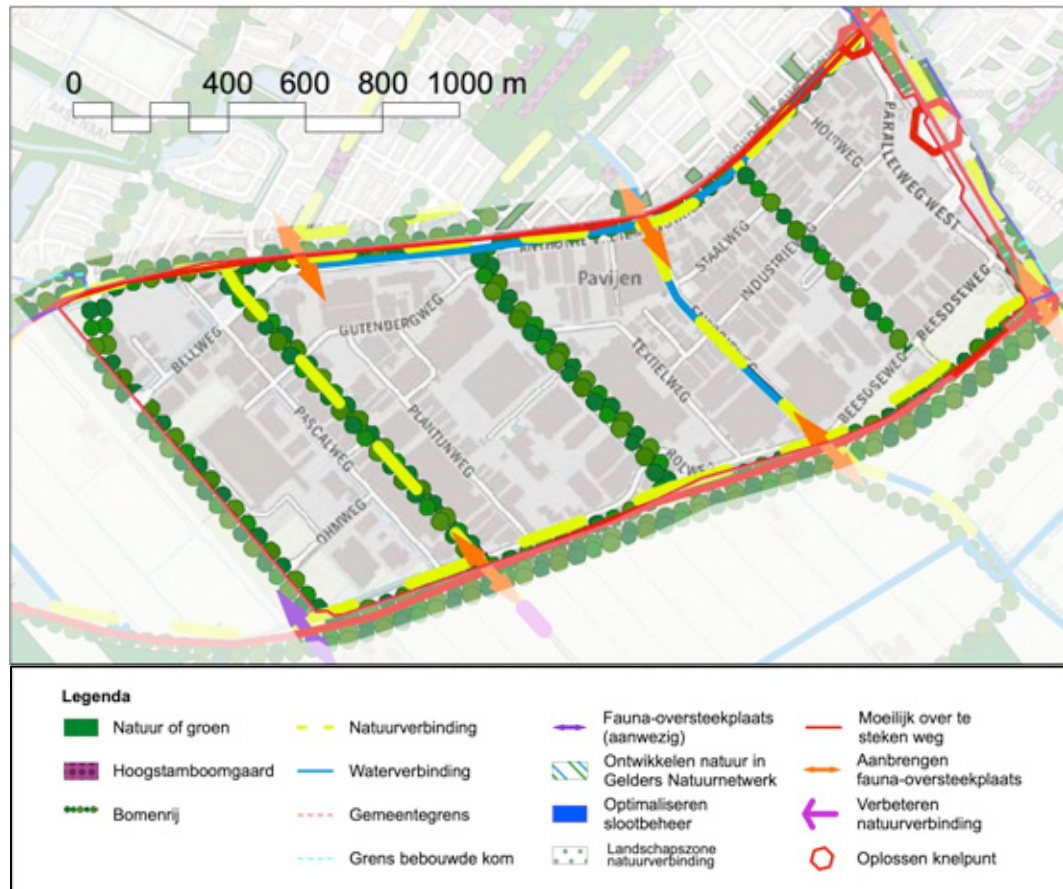 0 400 600 800 1000 m
HOUTWEG
PARALLELWEG WEST
STAALWEG
Pavijen
INDUSTRIEWEG
BEESDSEWEG
GUTENBERGWEG
BELLWEG
TEXTIELWEG
BEESDSEWEG
PASCALWEG
PLANTIJNWEG
OHMWEG
Legenda
Natuur of groen
Hoogstamboomgaard
Bomenrij
Natuurverbinding
Waterverbinding
Gemeentegrens
Grens bebouwde kom
Fauna-oversteekplaats
(aanwezig)
Ontwikkelen natuur in
Gelders Natuurnetwerk
Optimaliseren
slootbeheer
Landschapszone
natuurverbinding
Moeilijk over te
steken weg
Aanbrengen
fauna-oversteekplaats
Verbeteren
natuurverbinding
Oplossen knelpunt